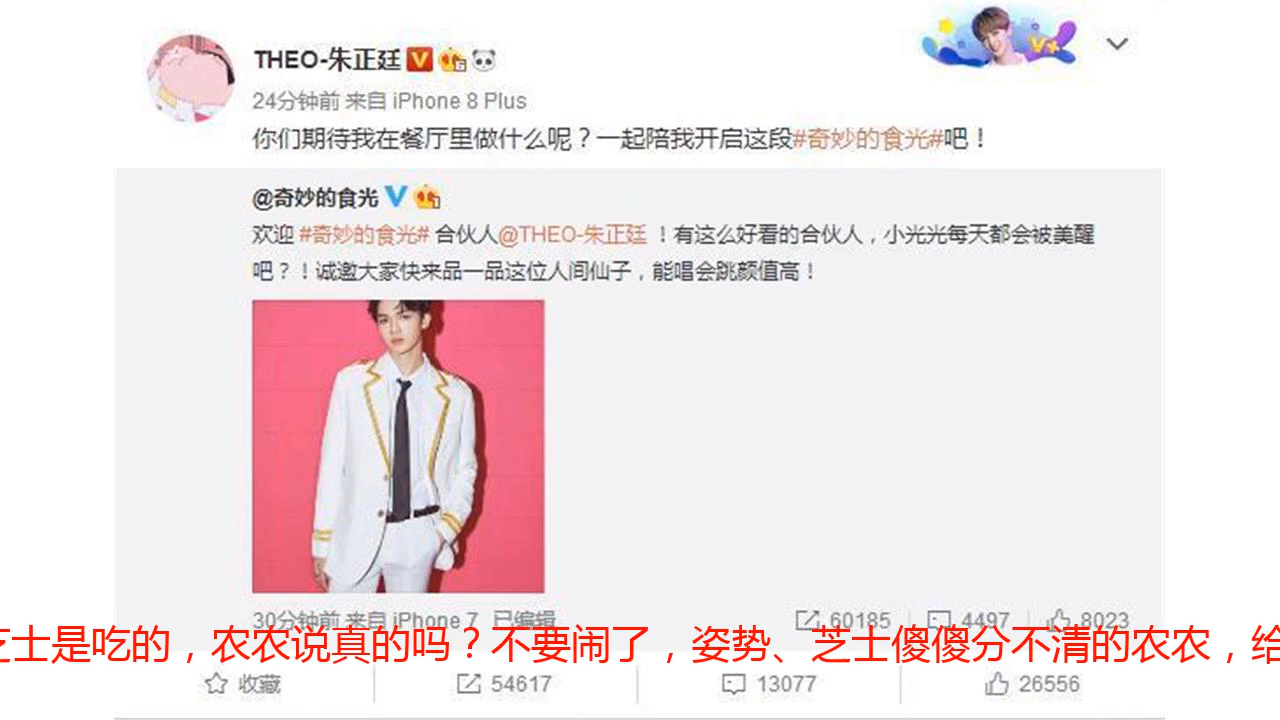 THEO-朱正廷
24分钟前 来自 iPhone 8 Plus
你们期待我在餐厅里做什么呢？一起陪我开启这段#奇妙的食光#吧！
@奇妙的食光
欢迎 #奇妙的食光# 合伙人@THEO-朱正廷 ！有这么好看的合伙人，小光光每天都会被美醒
吧？！诚邀大家快来品一品这位人间仙子，能唱会跳颜值高！
30分钟前 来自 iPhone 7 已编辑 60185 4497 8023
芝士是吃的，农农说真的吗？不要闹了，姿势、芝士傻傻分不清的农农，给
收藏 54617 13077 26556